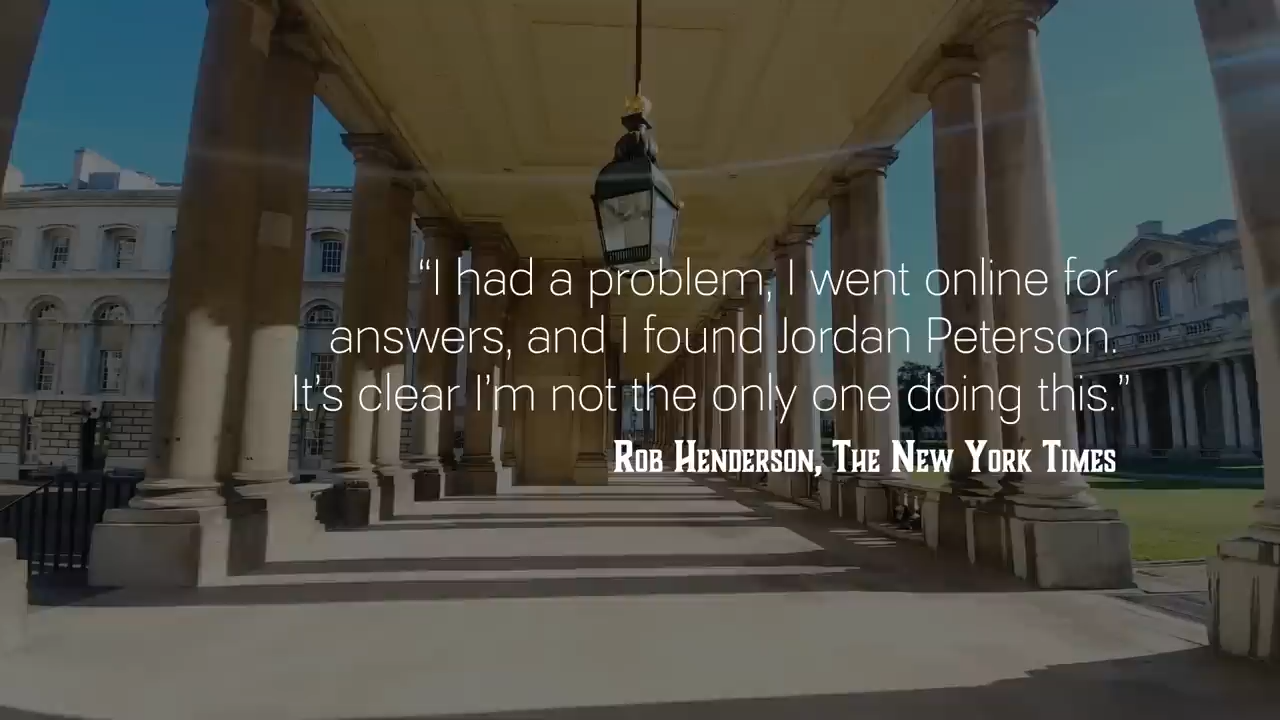 “I had a problem, I went online for
answers, and I found Jordan Peterson.
It’s clear I’m not the only one doing this.”
Rob Henderson, The New York Times